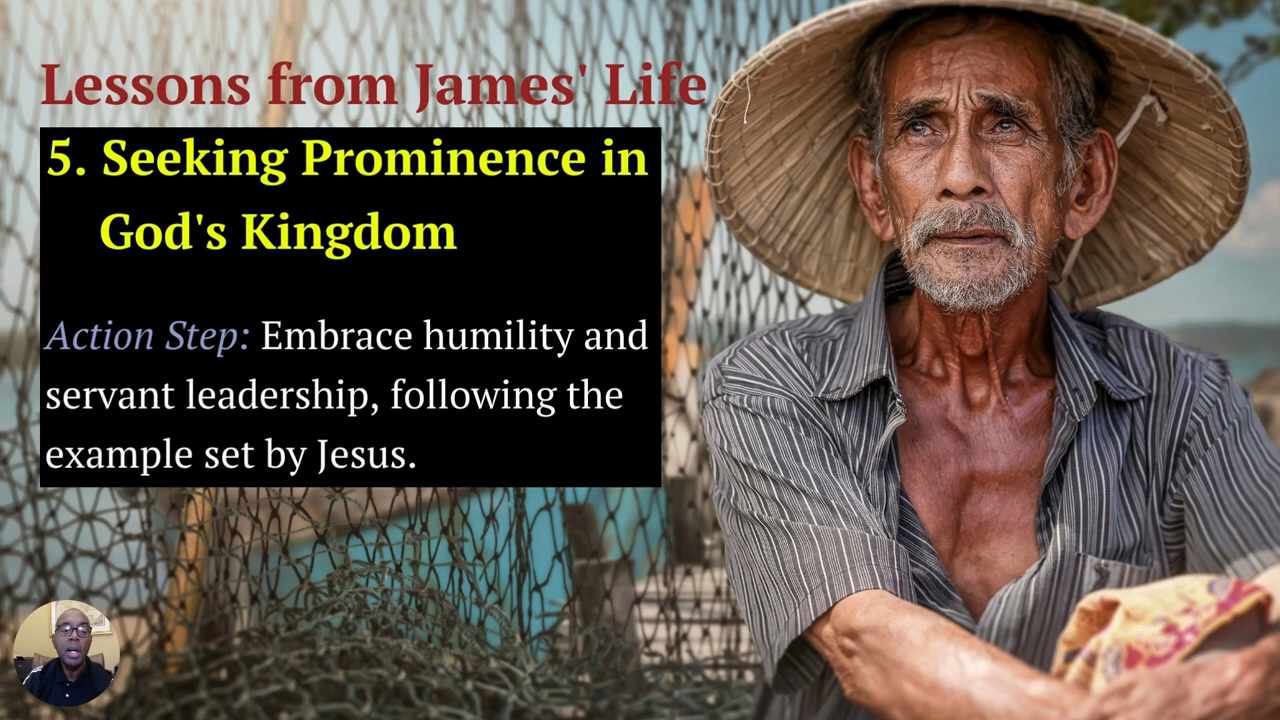 Lessons from James' Life
5. Seeking Prominence in
God's Kingdom
Action Step: Embrace humility and
servant leadership, following the
example set by Jesus.